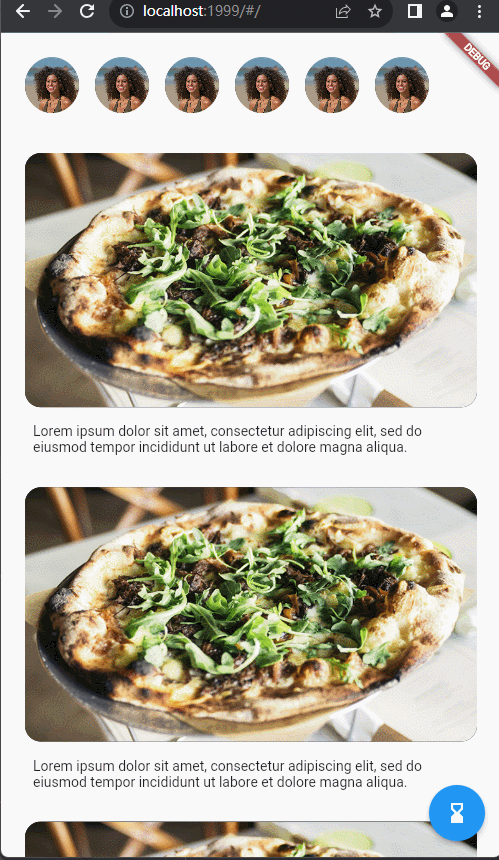 localhost:1999/#/
DEBUG
Lorem ipsum dolor sit amet, consectetur adipiscing elit, sed do
eiusmod tempor incididunt ut labore et dolore magna aliqua.
Lorem ipsum dolor sit amet, consectetur adipiscing elit, sed do
eiusmod tempor incididunt ut labore et dolore magna aliqua.